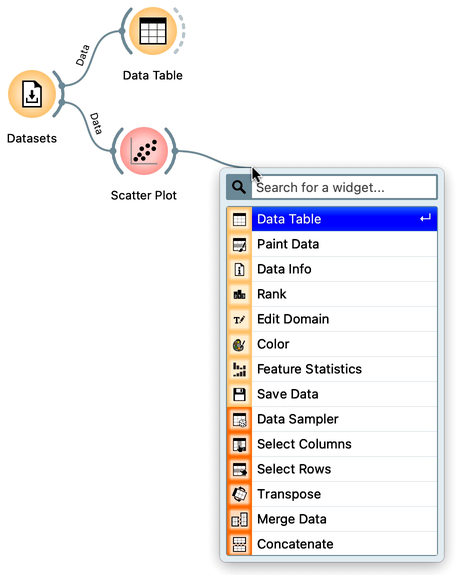 Data
Data Table
Datasets
Data
Scatter Plot
Search for a widget...
Data Table
Paint Data
Data Info
Rank
Edit Domain
Color
Feature Statistics
Save Data
Data Sampler
Select Columns
Select Rows
Transpose
Merge Data
Concatenate